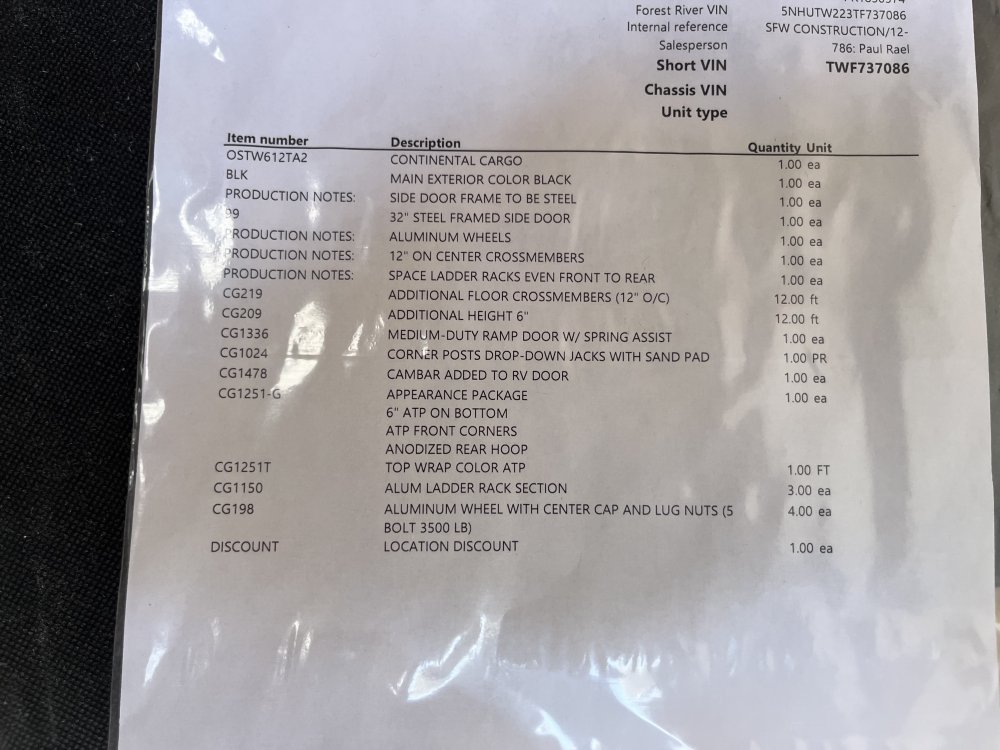 Forest River VIN 5NHUTW223TF737086
Internal reference SFW CONSTRUCTION/12-
Salesperson 786: Paul Rael
Short VIN TWF737086
Chassis VIN
Unit type
Item number Description Quantity Unit
OSTW612TA2 CONTINENTAL CARGO 1.00 ea
BLK MAIN EXTERIOR COLOR BLACK 1.00 ea
PRODUCTION NOTES: SIDE DOOR FRAME TO BE STEEL 1.00 ea
99 32" STEEL FRAMED SIDE DOOR 1.00 ea
PRODUCTION NOTES: ALUMINUM WHEELS 1.00 ea
PRODUCTION NOTES: 12" ON CENTER CROSSMEMBERS 1.00 ea
PRODUCTION NOTES: SPACE LADDER RACKS EVEN FRONT TO REAR 1.00 ea
CG219 ADDITIONAL FLOOR CROSSMEMBERS (12" O/C) 12.00 ft
CG209 ADDITIONAL HEIGHT 6" 12.00 ft
CG1336 MEDIUM-DUTY RAMP DOOR W/ SPRING ASSIST 1.00 ea
CG1024 CORNER POSTS DROP-DOWN JACKS WITH SAND PAD 1.00 PR
CG1478 CAMBAR ADDED TO RV DOOR 1.00 ea
CG1251-G APPEARANCE PACKAGE 1.00 ea
6" ATP ON BOTTOM
ATP FRONT CORNERS
ANODIZED REAR HOOP
CG1251T TOP WRAP COLOR ATP 1.00 FT
CG1150 ALUM LADDER RACK SECTION 3.00 ea
CG198 ALUMINUM WHEEL WITH CENTER CAP AND LUG NUTS (5 4.00 ea
BOLT 3500 LB)
DISCOUNT LOCATION DISCOUNT 1.00 ea